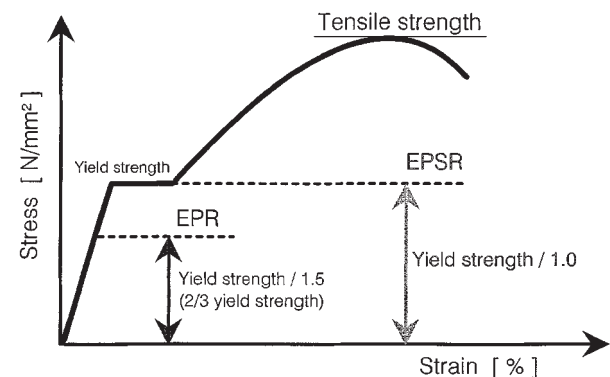 Tensile strength
Stress [ N/mm² ]
Yield strength
EPSR
EPR
Yield strength / 1.0
Yield strength / 1.5
(2/3 yield strength)
Strain [ % ]